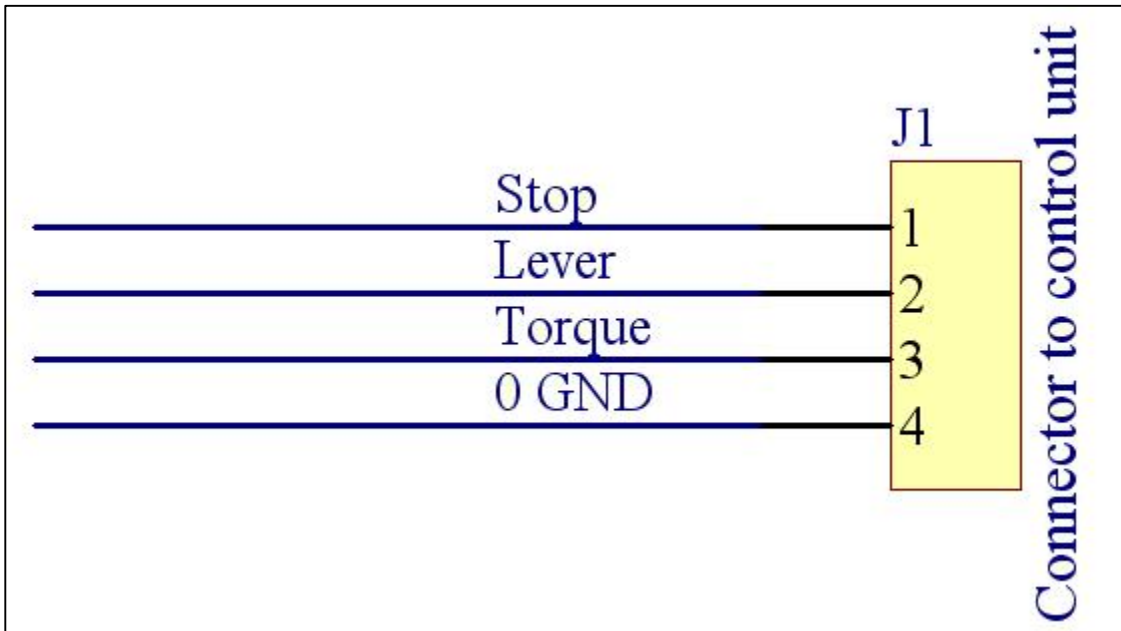 J1
Stop
1
Lever
2
Torque
3
0 GND
4
Connector to control unit